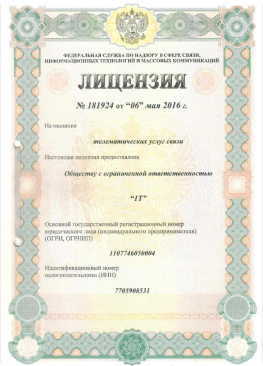 ФЕДЕРАЛЬНАЯ СЛУЖБА ПО НАДЗОРУ В СФЕРЕ СВЯЗИ,
ИНФОРМАЦИОННЫХ ТЕХНОЛОГИЙ И МАССОВЫХ КОММУНИКАЦИЙ
ЛИЦЕНЗИЯ
№ 181924 от “06” мая 2016 г.
На оказание
телематических услуг связи
Настоящая лицензия предоставлена
Обществу с ограниченной ответственностью
"1Т"
Основной государственный регистрационный номер
юридического лица (индивидуального предпринимателя)
(ОГРН, ОГРНИП)
1107746050004
Идентификационный номер
налогоплательщика (ИНН)
7705908531